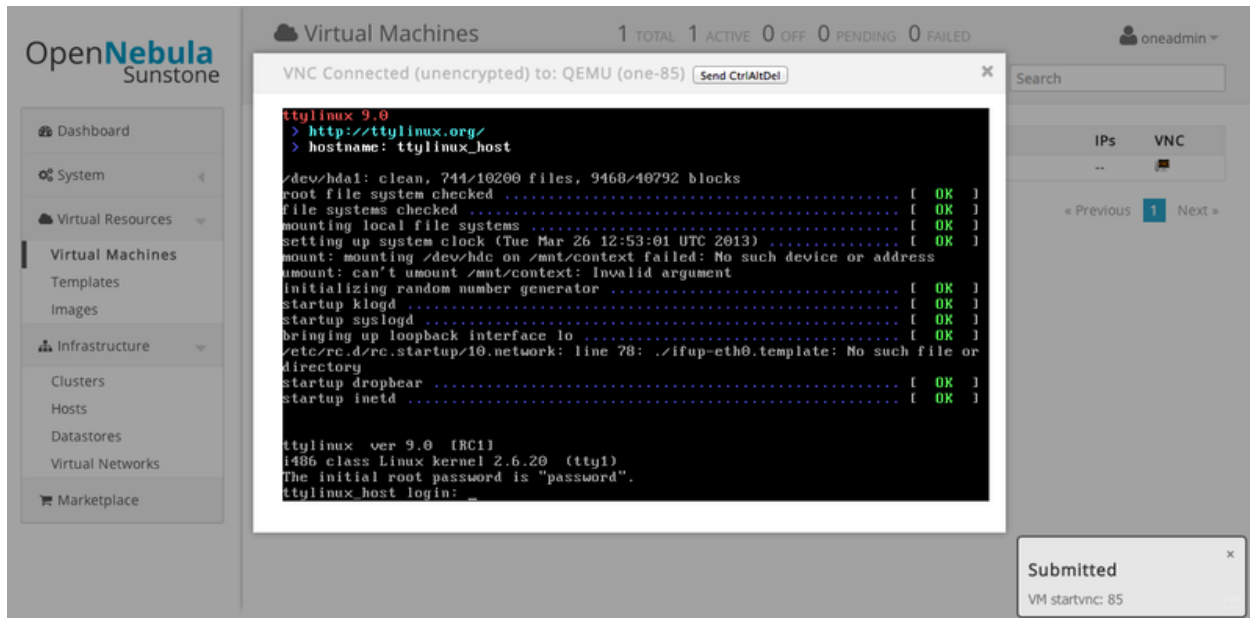 OpenNebula
Sunstone
Virtual Machines 1 TOTAL 1 ACTIVE 0 OFF 0 PENDING 0 FAILED
oneadmin
VNC Connected (unencrypted) to: QEMU (one-85) Send CtrlAltDel ×
Search
Dashboard
System
Virtual Resources
Virtual Machines
Templates
Images
Infrastructure
Clusters
Hosts
Datastores
Virtual Networks
Marketplace
ttylinux 9.0
> http://ttylinux.org/
> hostname: ttylinux_host
/dev/hda1: clean, 744/10200 files, 9468/40792 blocks
root file system checked ................................................ [ OK ]
file systems checked .................................................... [ OK ]
mounting local file systems ............................................. [ OK ]
setting up system clock (Tue Mar 26 12:53:01 UTC 2013) .................. [ OK ]
mount: mounting /dev/hdc on /mnt/context failed: No such device or address
umount: can't umount /mnt/context: Invalid argument
initializing random number generator .................................... [ OK ]
startup klogd ........................................................... [ OK ]
startup syslogd ......................................................... [ OK ]
bringing up loopback interface lo ....................................... [ OK ]
/etc/rc.d/rc.startup/10.network: line 78: ./ifup-eth0.template: No such file or
directory
startup dropbear ........................................................ [ OK ]
startup inetd ........................................................... [ OK ]
ttylinux ver 9.0 [RC1]
i486 class Linux kernel 2.6.20 (tty1)
The initial root password is "password".
ttylinux_host login: _
IPs VNC
--
« Previous 1 Next »
Submitted ×
VM startvnc: 85